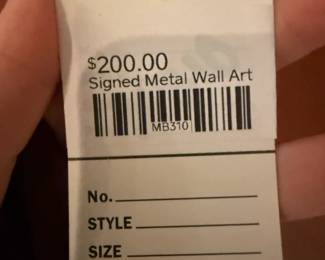 $200.00
Signed Metal Wall Art
MB310
No.
STYLE
SIZE